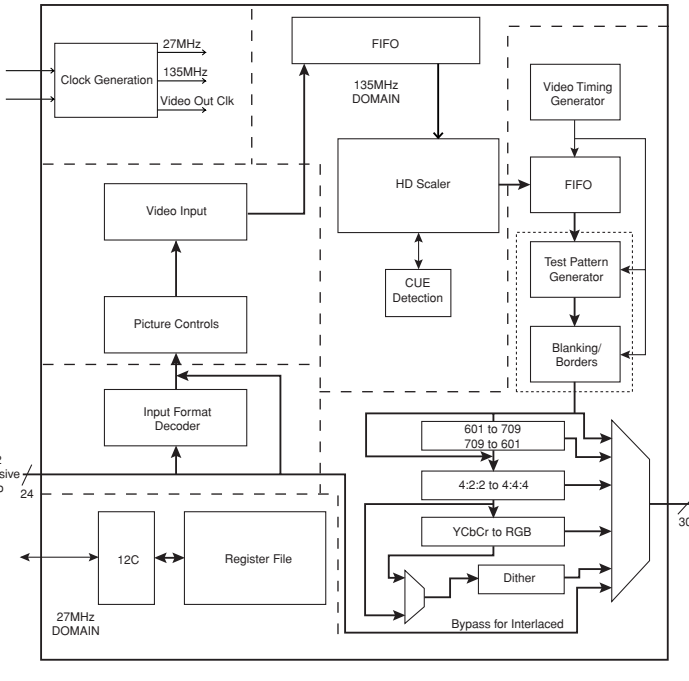 27MHz
135MHz
Video Out Clk
Clock Generation
FIFO
135MHz
DOMAIN
Video Timing
Generator
HD Scaler
FIFO
Video Input
CUE
Detection
Test Pattern
Generator
Picture Controls
Blanking/
Borders
Input Format
Decoder
601 to 709
709 to 601
4:2:2 to 4:4:4
YCbCr to RGB
Dither
Bypass for Interlaced
24
30
12C
Register File
27MHz
DOMAIN